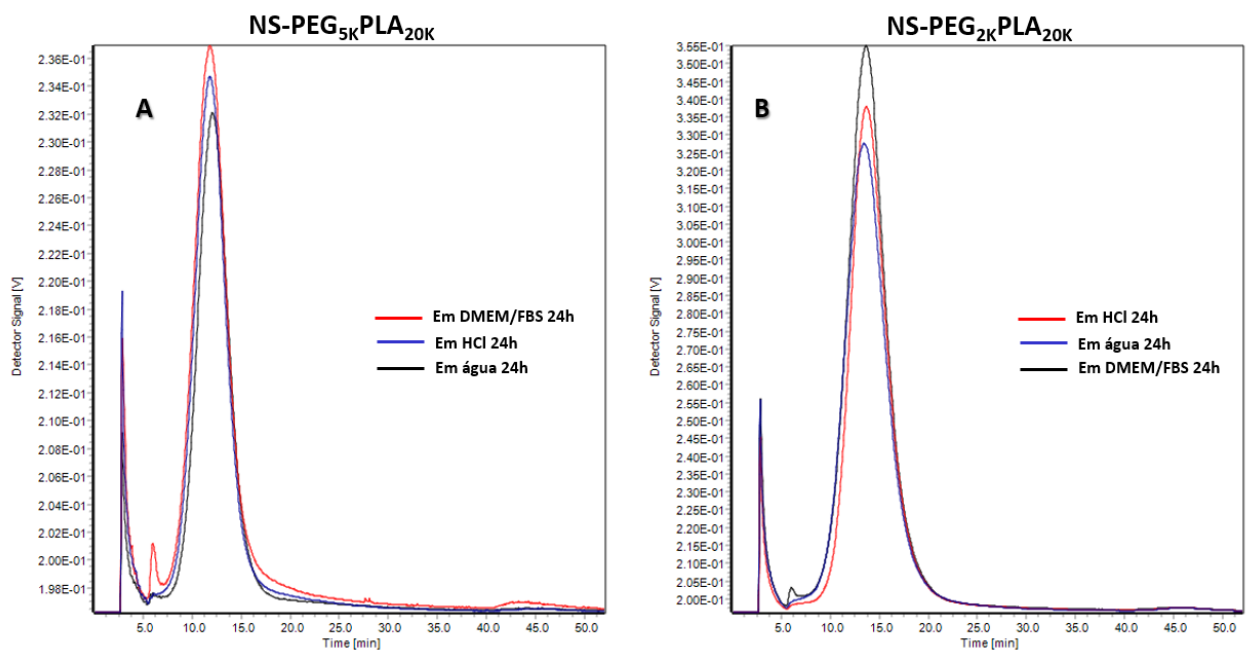 NS-PEG5KPLA20K
A
2.36E-01
2.34E-01
2.32E-01
2.30E-01
2.28E-01
2.26E-01
2.24E-01
2.22E-01
2.20E-01
2.18E-01
2.16E-01
2.14E-01
2.12E-01
2.10E-01
2.08E-01
2.06E-01
2.04E-01
2.02E-01
2.00E-01
1.98E-01
Detector Signal [V]
Em DMEM/FBS 24h
Em HCl 24h
Em água 24h
5.0 10.0 15.0 20.0 25.0 30.0 35.0 40.0 45.0 50.0
Time [min]
NS-PEG2KPLA20K
B
3.55E-01
3.50E-01
3.45E-01
3.40E-01
3.35E-01
3.30E-01
3.25E-01
3.20E-01
3.15E-01
3.10E-01
3.05E-01
3.00E-01
2.95E-01
2.90E-01
2.85E-01
2.80E-01
2.75E-01
2.70E-01
2.65E-01
2.60E-01
2.55E-01
2.50E-01
2.45E-01
2.40E-01
2.35E-01
2.30E-01
2.25E-01
2.20E-01
2.15E-01
2.10E-01
2.05E-01
2.00E-01
Detector Signal [V]
Em HCl 24h
Em água 24h
Em DMEM/FBS 24h
5.0 10.0 15.0 20.0 25.0 30.0 35.0 40.0 45.0 50.0
Time [min]